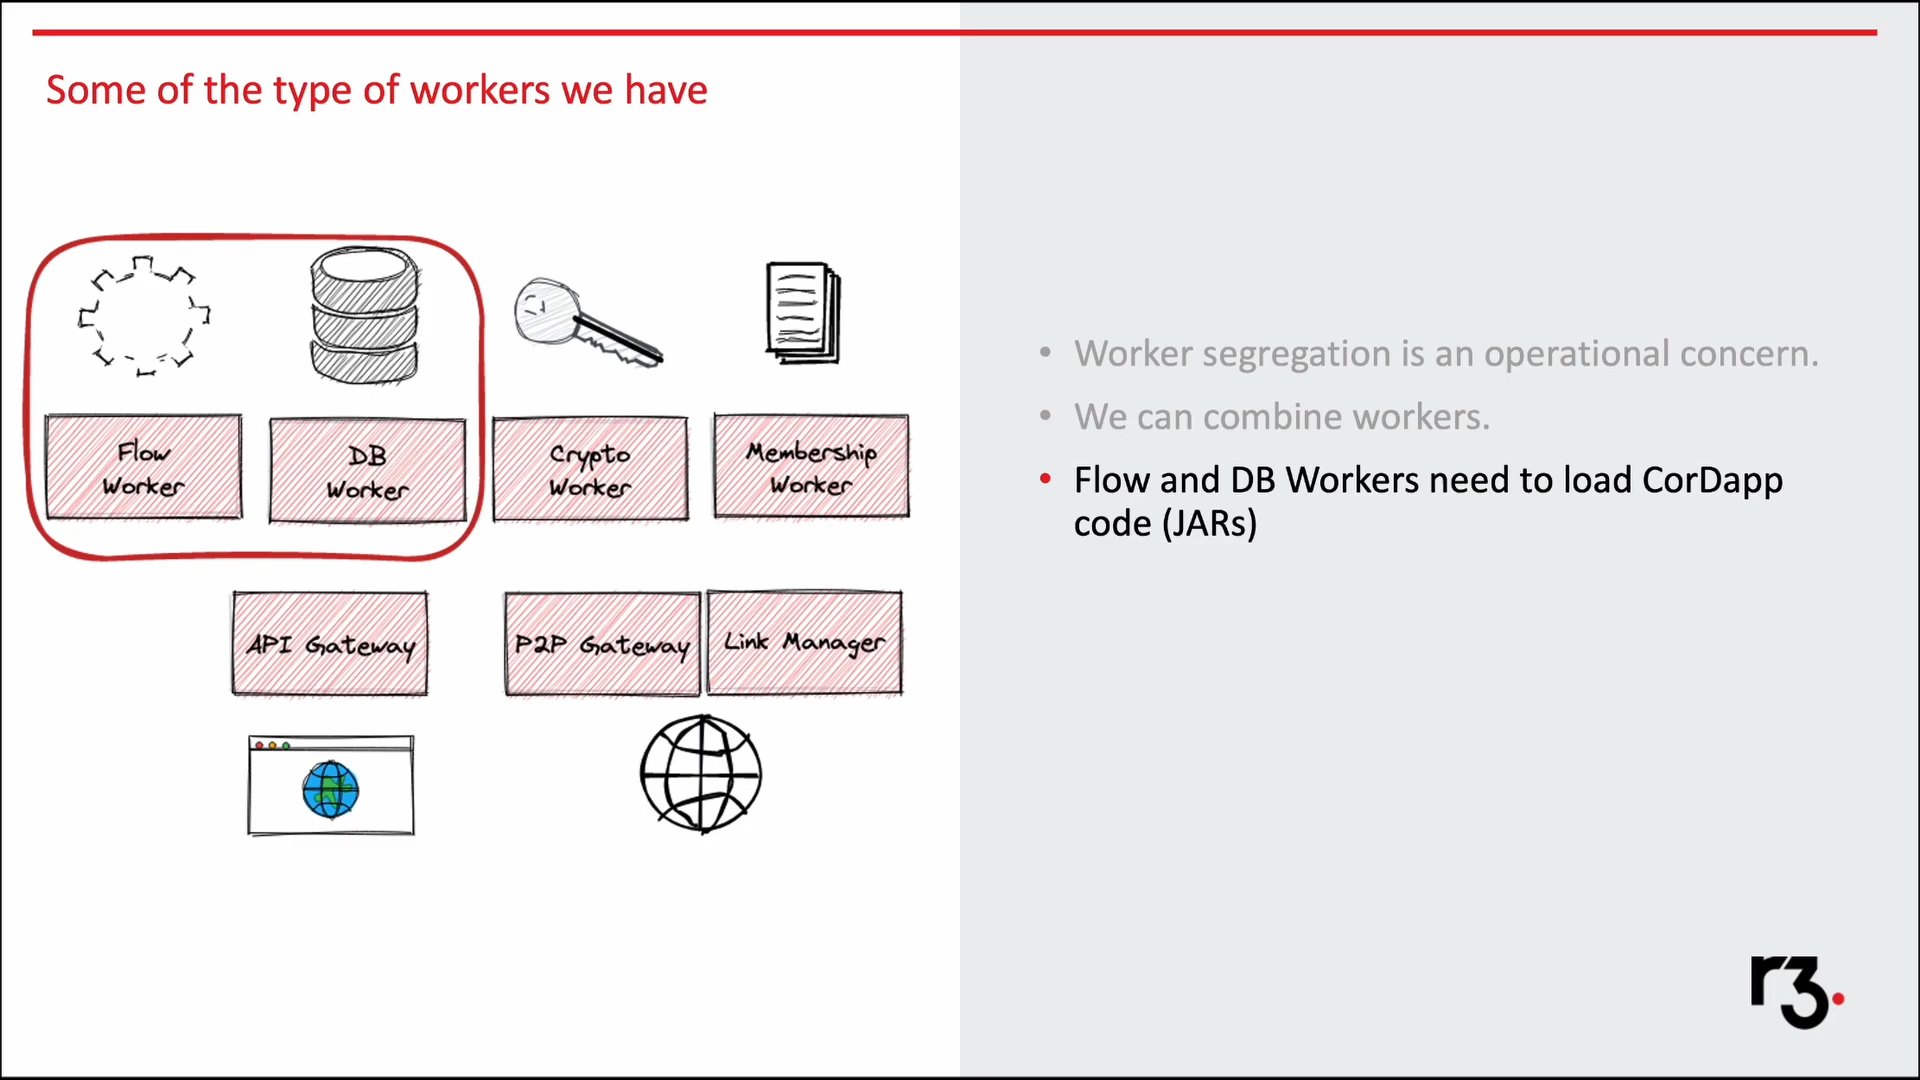 Some of the type of workers we have
Flow
Worker
DB
Worker
Crypto
Worker
Membership
Worker
API Gateway
P2P Gateway
Link Manager
• Worker segregation is an operational concern.
• We can combine workers.
• Flow and DB Workers need to load CorDapp
code (JARs)
r3.